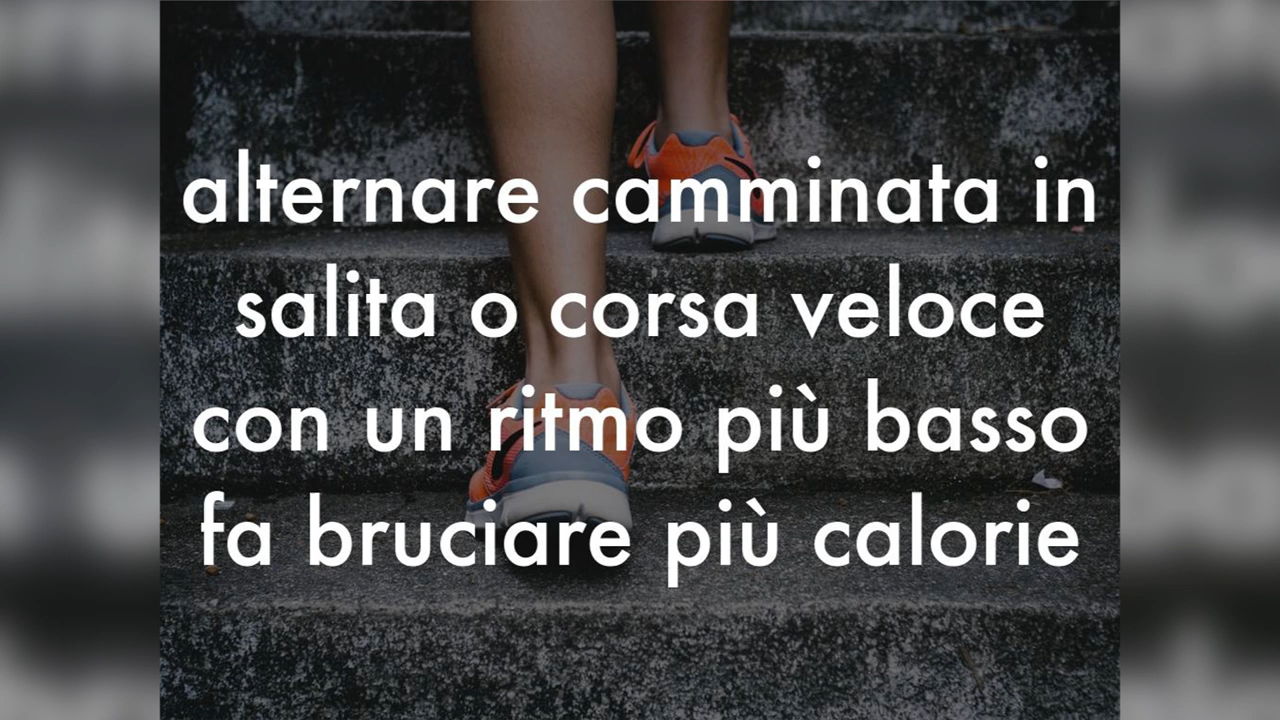 alternare camminata in
salita o corsa veloce
con un ritmo più basso
fa bruciare più calorie